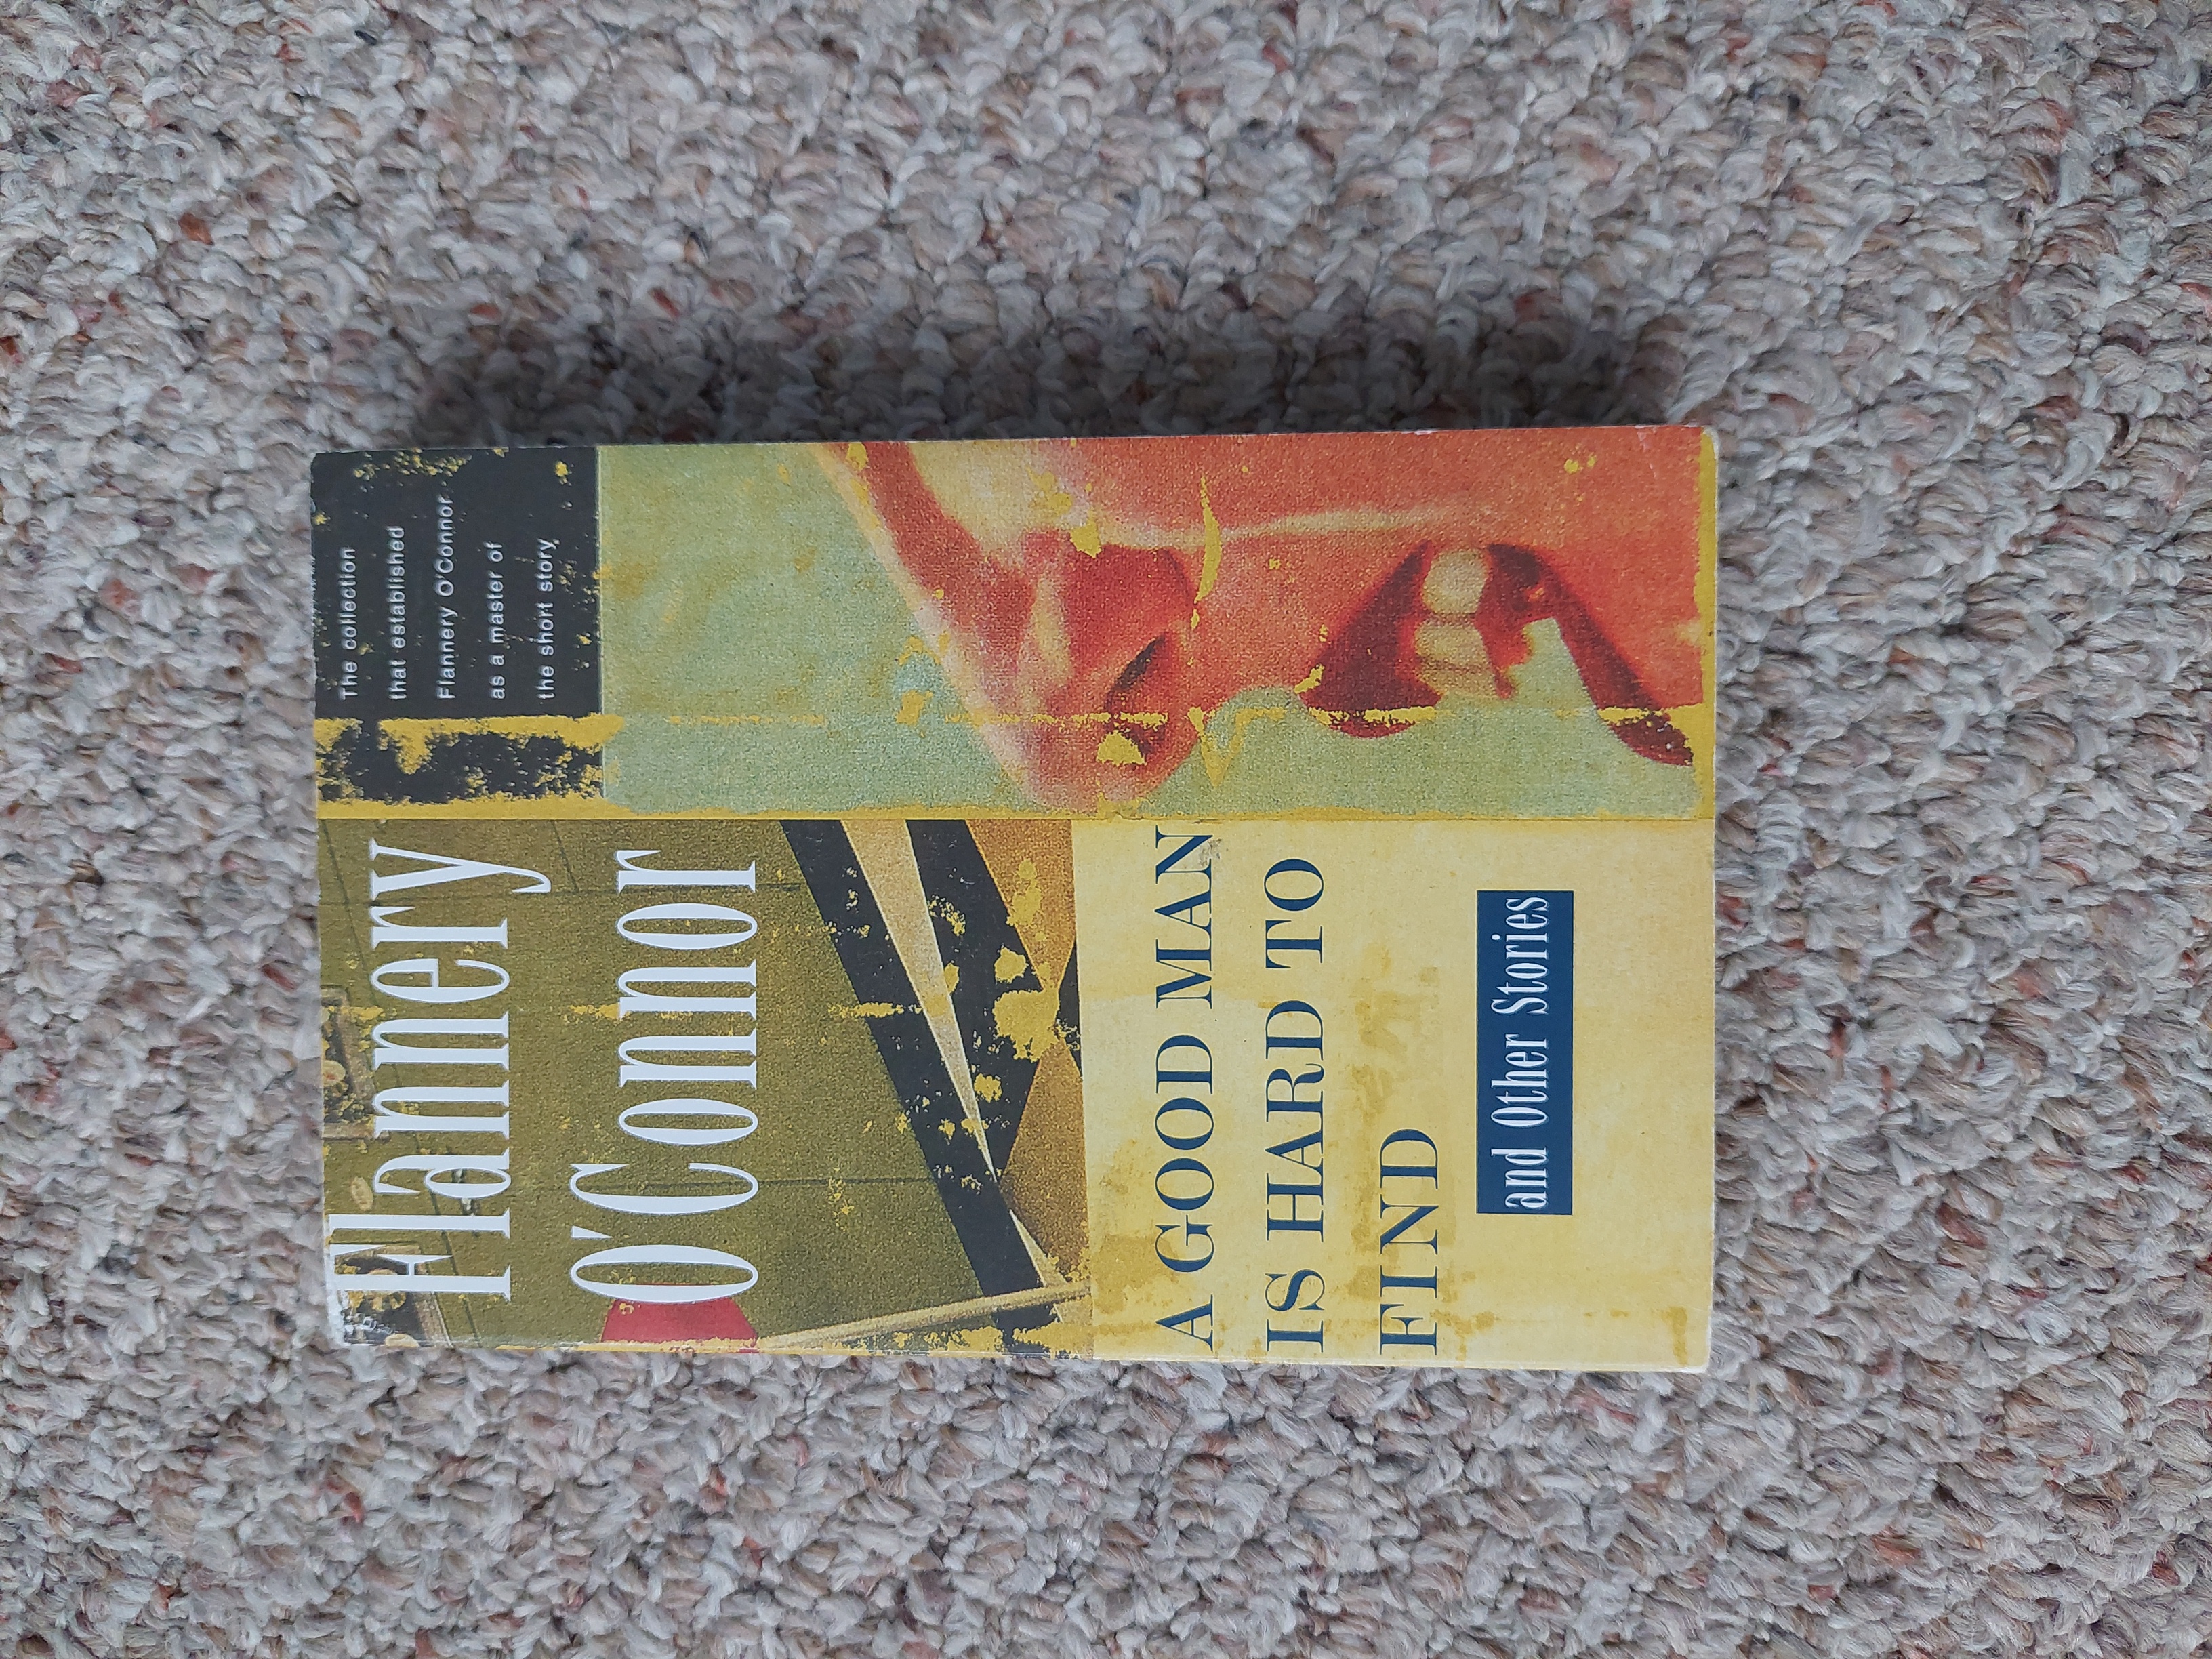 Flannery
O'Connor
The collection
that established
Flannery O'Connor
as a master of
the short story
A GOOD MAN
IS HARD TO
FIND
and Other Stories